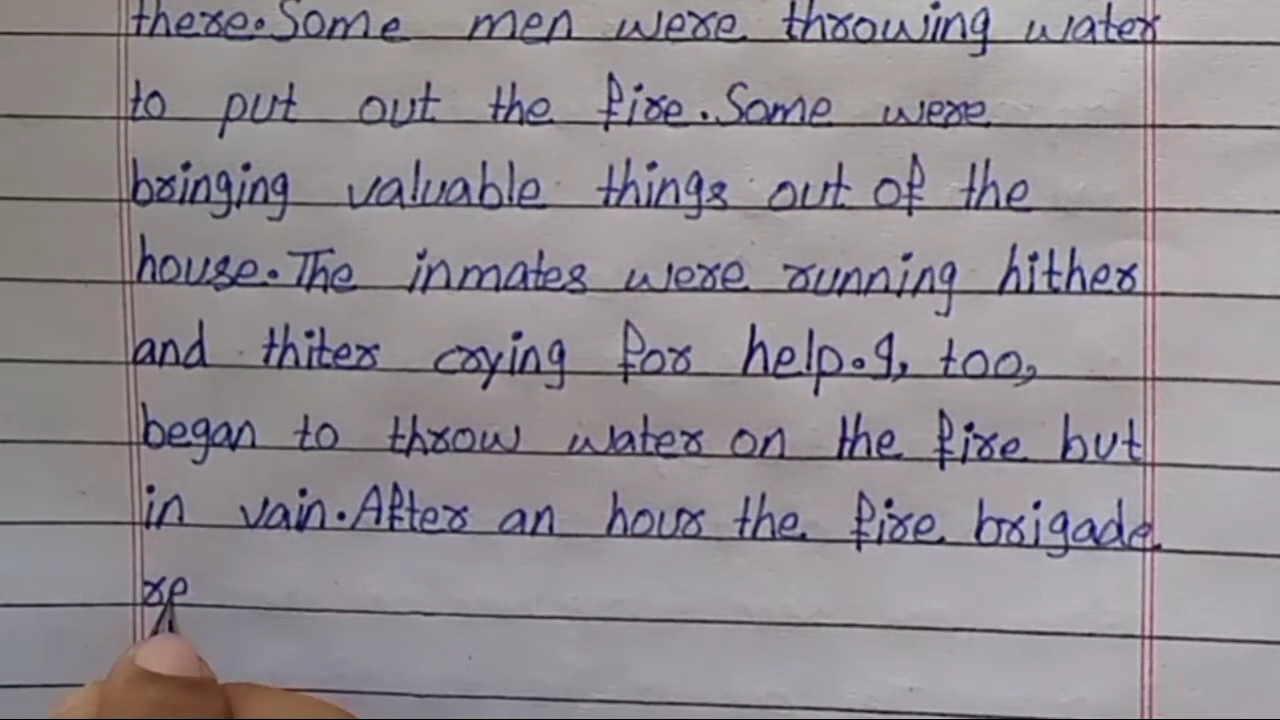 there. Some men were throwing water
to put out the fire. Some were
bringing valuable things out of the
house. The inmates were running hither
and thiter crying for help. I, too,
began to throw water on the fire but
in vain. After an hour the fire brigade
re